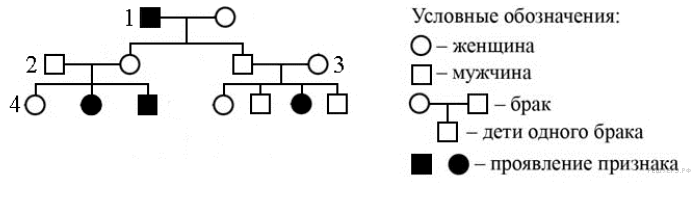 1
2
3
4
Условные обозначения:
– женщина
– мужчина
– брак
– дети одного брака
– проявление признака